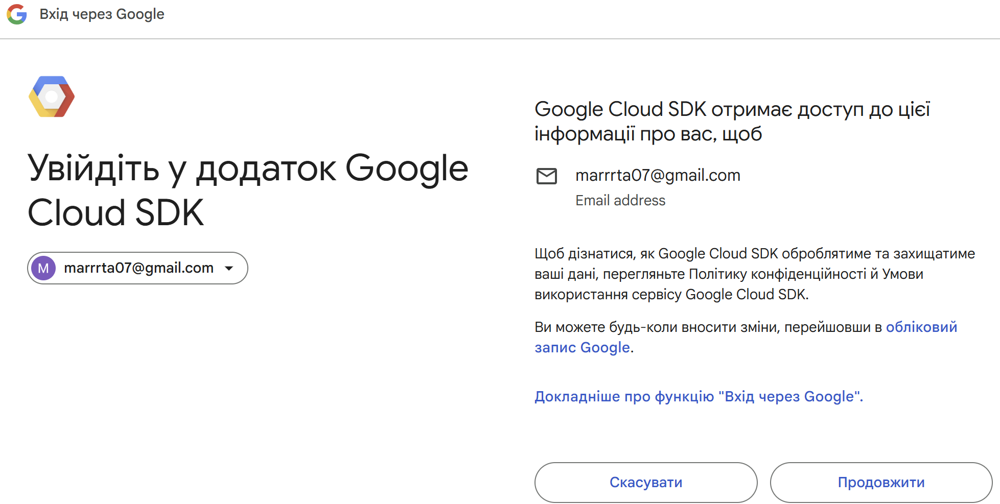 Вхід через Google
Увійдіть у додаток Google
Cloud SDK
M
marrrta07@gmail.com
Google Cloud SDK отримає доступ до цієї
інформації про вас, щоб
marrrta07@gmail.com
Email address
Щоб дізнатися, як Google Cloud SDK оброблятиме та захищатиме
ваші дані, перегляньте Політику конфіденційності й Умови
використання сервісу Google Cloud SDK.
Ви можете будь-коли вносити зміни, перейшовши в обліковий
запис Google.
Докладніше про функцію "Вхід через Google".
Скасувати
Продовжити